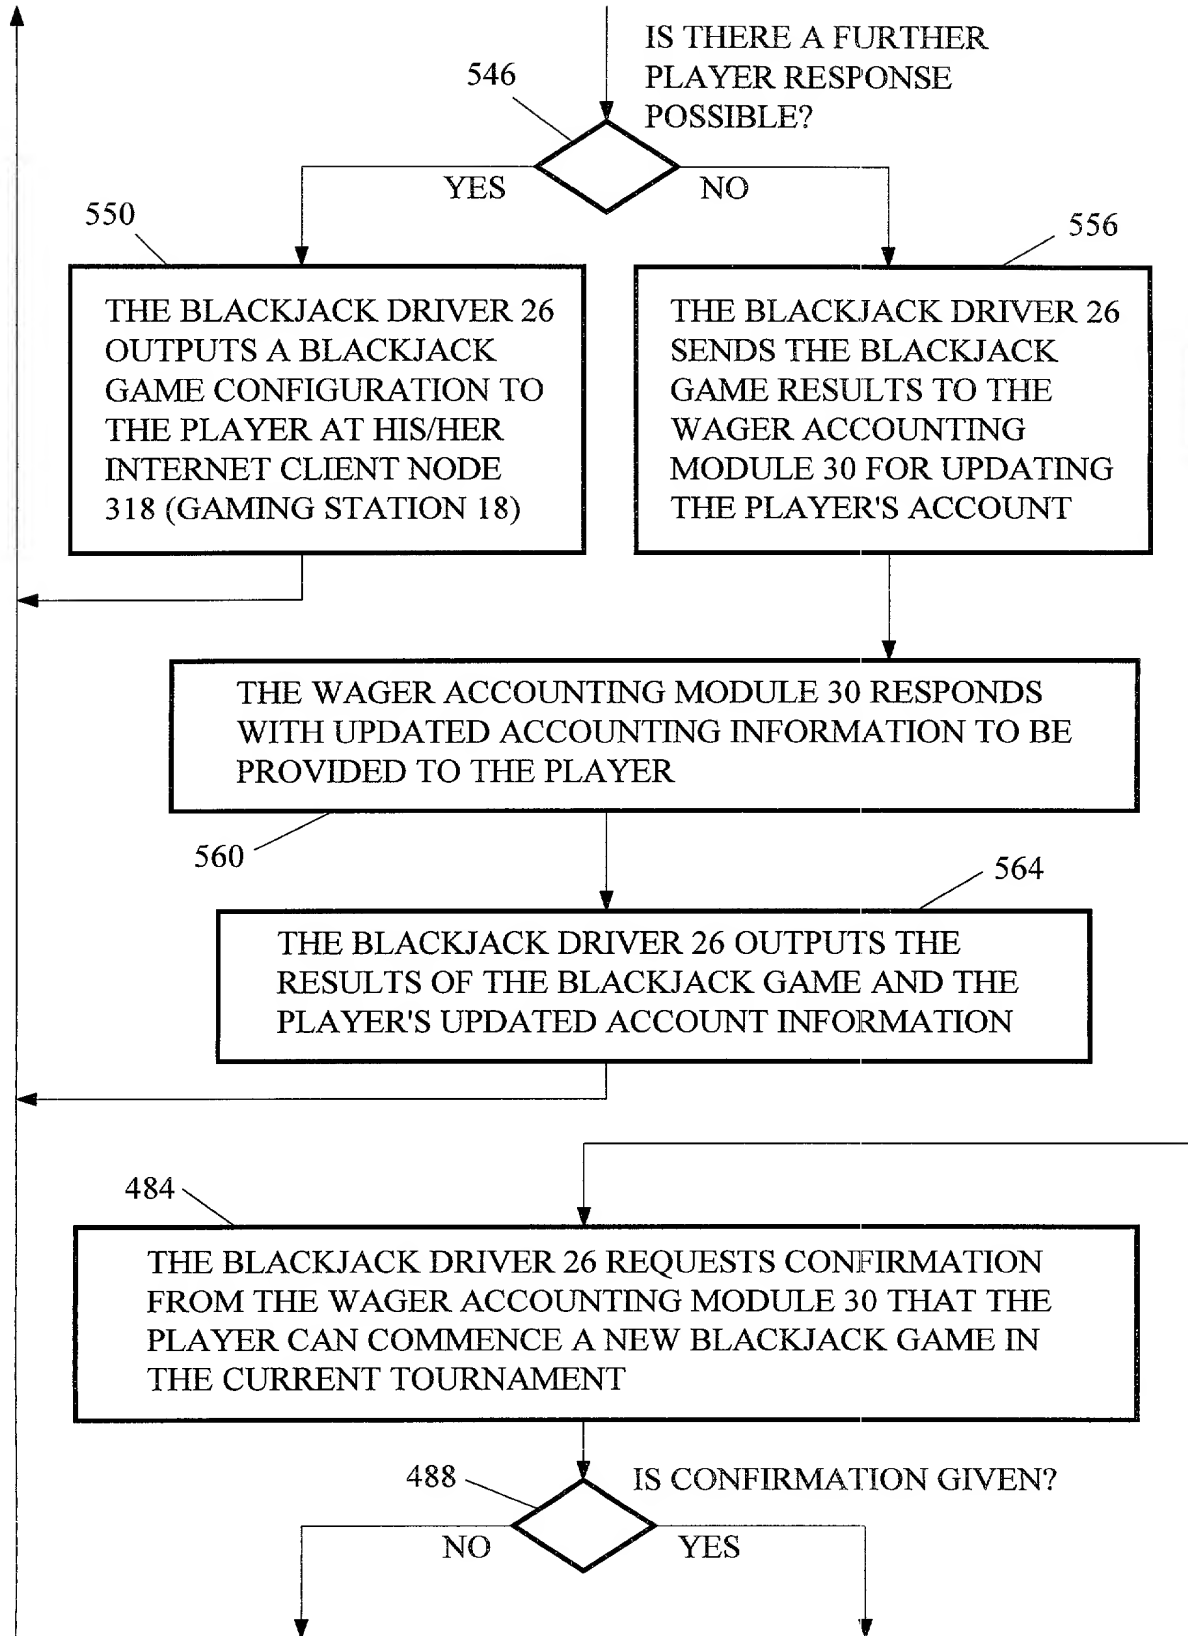 IS THERE A FURTHER
PLAYER RESPONSE
POSSIBLE?
546
YES
NO
550
556
THE BLACKJACK DRIVER 26
OUTPUTS A BLACKJACK
GAME CONFIGURATION TO
THE PLAYER AT HIS/HER
INTERNET CLIENT NODE
318 (GAMING STATION 18)
THE BLACKJACK DRIVER 26
SENDS THE BLACKJACK
GAME RESULTS TO THE
WAGER ACCOUNTING
MODULE 30 FOR UPDATING
THE PLAYER'S ACCOUNT
THE WAGER ACCOUNTING MODULE 30 RESPONDS
WITH UPDATED ACCOUNTING INFORMATION TO BE
PROVIDED TO THE PLAYER
560
564
THE BLACKJACK DRIVER 26 OUTPUTS THE
RESULTS OF THE BLACKJACK GAME AND THE
PLAYER'S UPDATED ACCOUNT INFORMATION
484
THE BLACKJACK DRIVER 26 REQUESTS CONFIRMATION
FROM THE WAGER ACCOUNTING MODULE 30 THAT THE
PLAYER CAN COMMENCE A NEW BLACKJACK GAME IN
THE CURRENT TOURNAMENT
488
IS CONFIRMATION GIVEN?
NO
YES